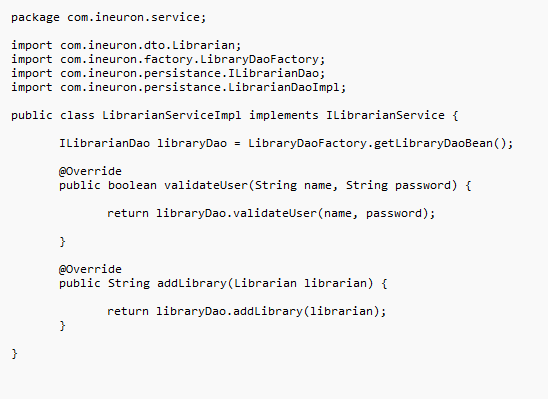 package com.ineuron.service;
import com.ineuron.dto.Librarian;
import com.ineuron.factory.LibraryDaoFactory;
import com.ineuron.persistance.ILibrarianDao;
import com.ineuron.persistance.LibrarianDaoImpl;
public class LibrarianServiceImpl implements ILibrarianService {
ILibrarianDao libraryDao = LibraryDaoFactory.getLibraryDaoBean();
@Override
public boolean validateUser(String name, String password) {
return libraryDao.validateUser(name, password);
}
@Override
public String addLibrary(Librarian librarian) {
return libraryDao.addLibrary(librarian);
}
}